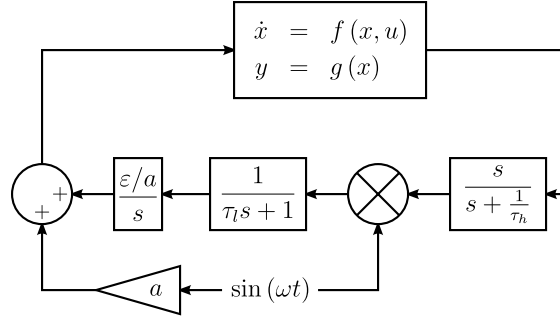 ẋ = f (x, u)
y = g (x)
+
+
ε/a
s
1
τ_l s + 1
s
s + 1/τ_h
a
sin (ωt)